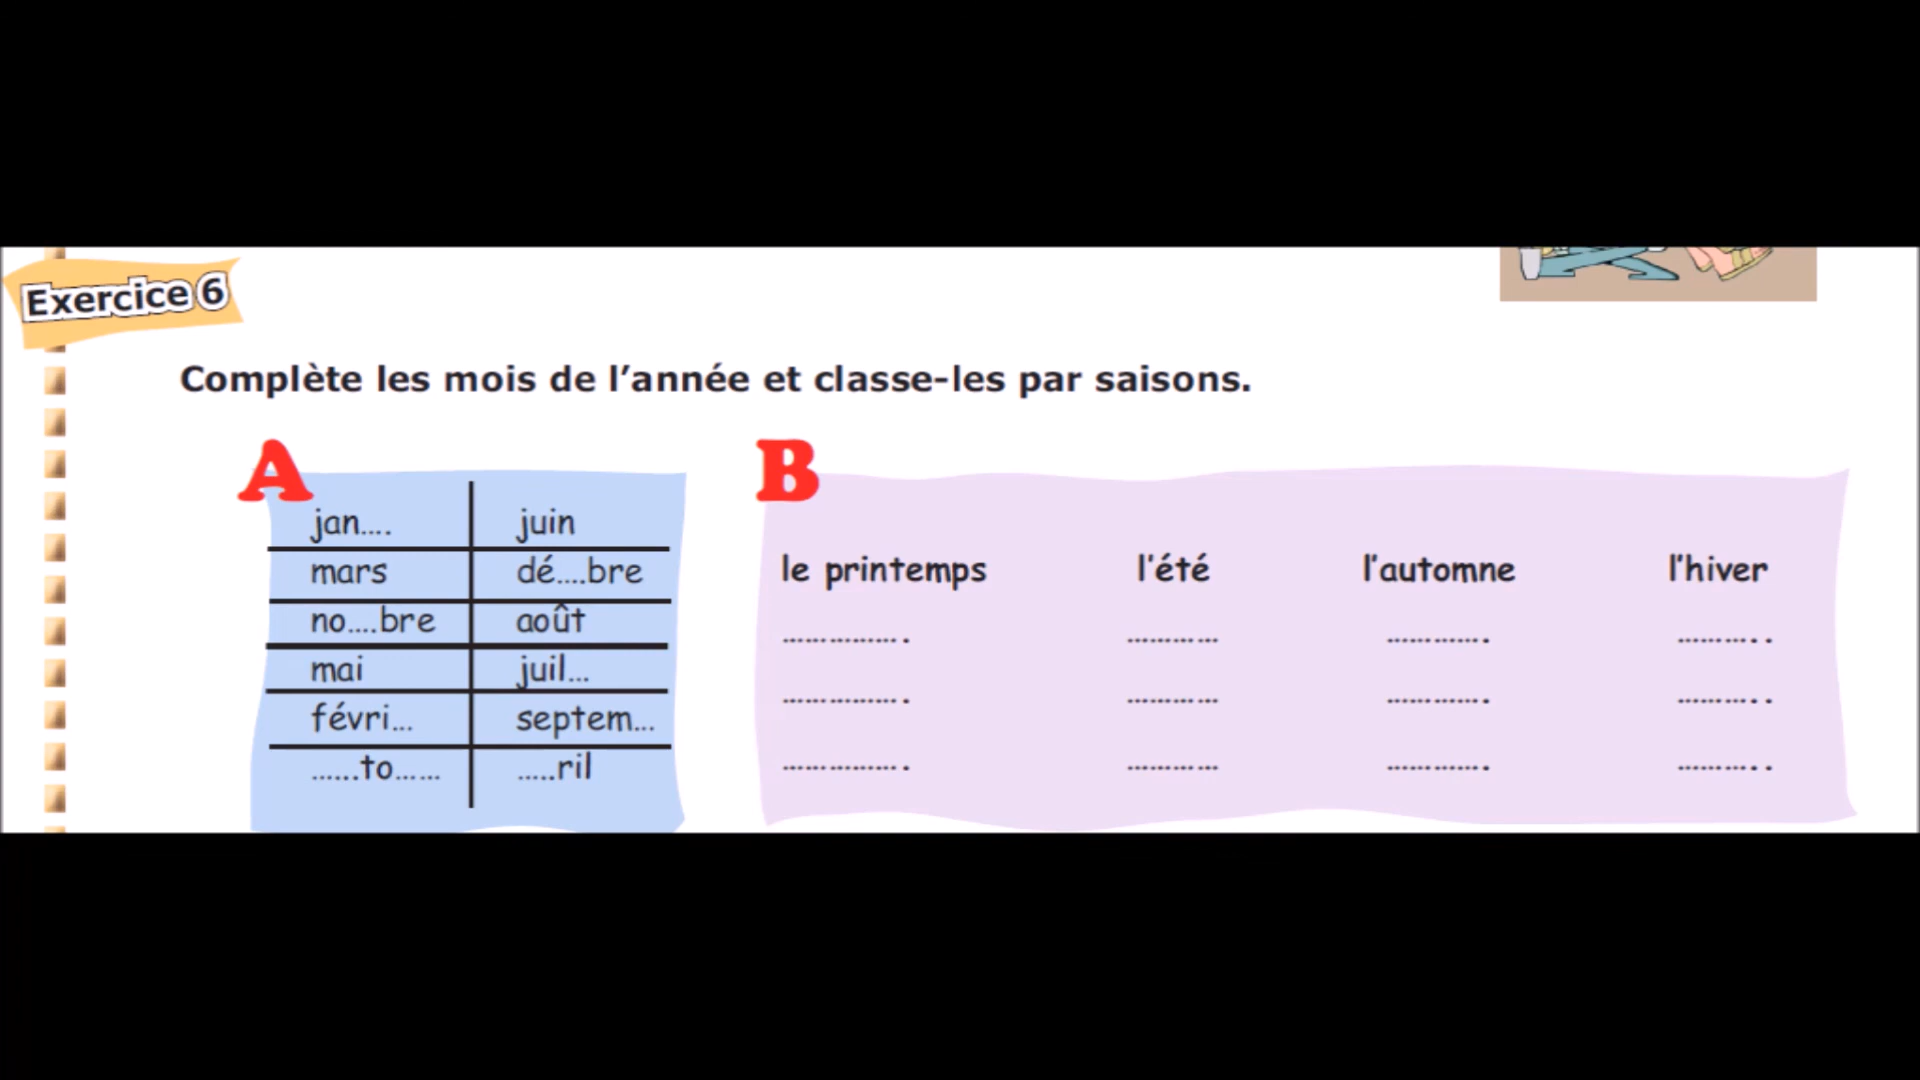 Exercice 6
Complète les mois de l'année et classe-les par saisons.
A
jan.... juin
mars dé....bre
no....bre août
mai juil...
févri... septem...
......to...... .....ril
B
le printemps l'été l'automne l'hiver
............... ............ ............. ...........
............... ............ ............. ...........
............... ............ ............. ...........